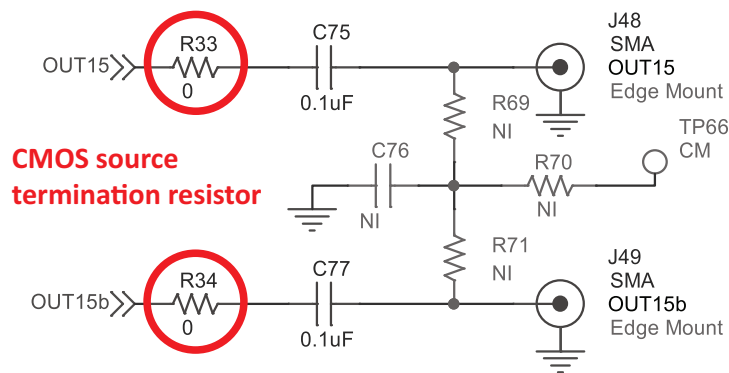 R33
C75
J48
SMA
OUT15
OUT15
Edge Mount
0
0.1uF
R69
NI
TP66
CM
C76
R70
CMOS source
termination resistor
NI
NI
R71
NI
R34
C77
J49
SMA
OUT15b
OUT15b
Edge Mount
0
0.1uF